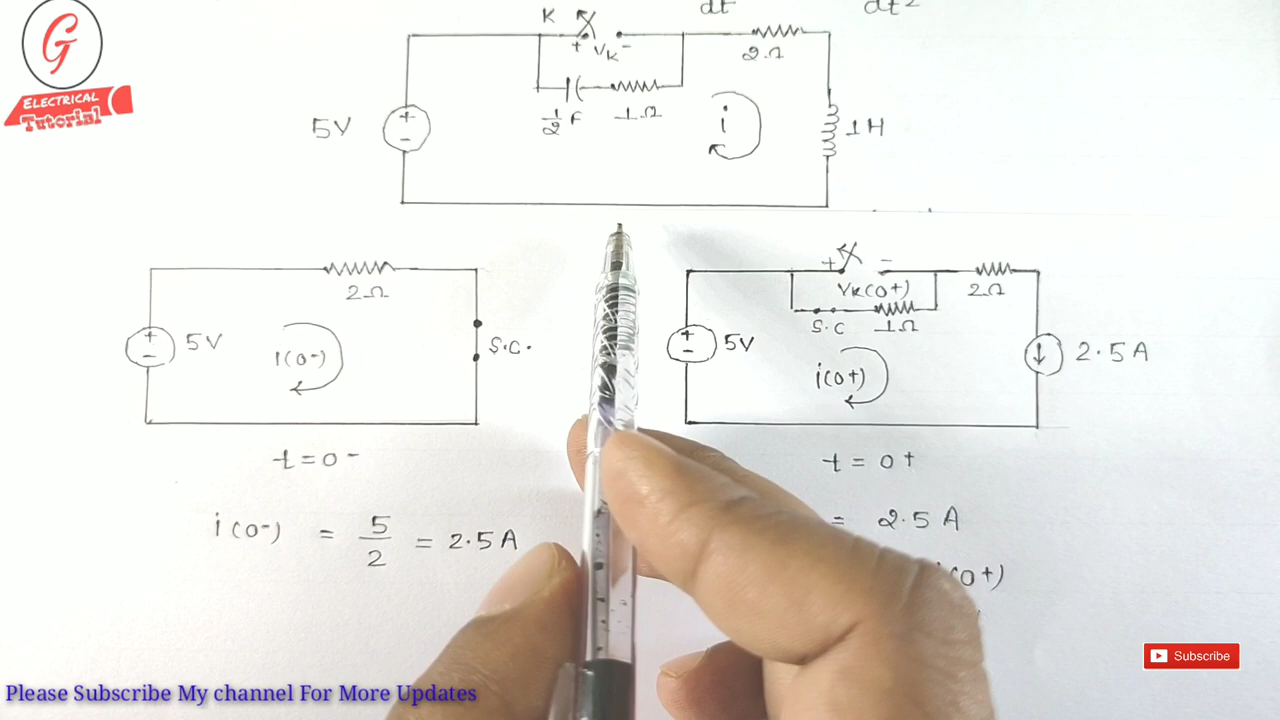 G
ELECTRICAL
Tutorial
dt
dt²
K
+ VK -
2Ω
½ F
1Ω
i
5V
+
-
1H
2Ω
+
-
5V
I(0-)
S.C.
t = 0-
i(0-) = 5/2 = 2.5A
+ -
VK(0+)
2Ω
S.C
1Ω
+
-
5V
i(0+)
2.5A
t = 0+
= 2.5A
i(0+)
Subscribe
Please Subscribe My channel For More Updates